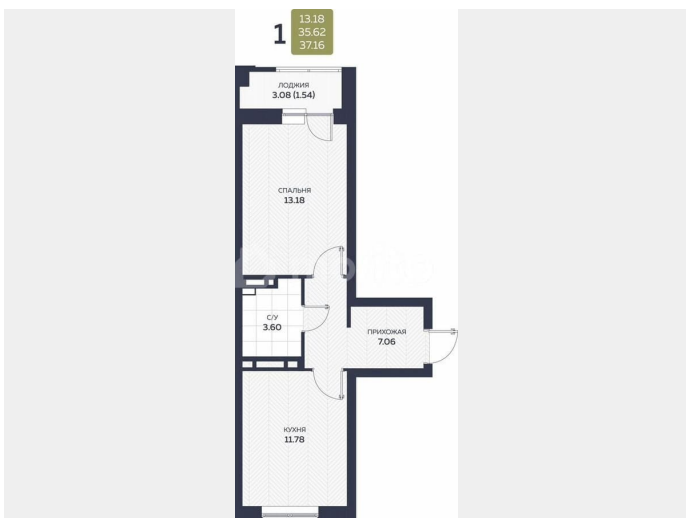 1
13.18
35.62
37.16
ЛОДЖИЯ
3.08 (1.54)
СПАЛЬНЯ
13.18
С/У
3.60
ПРИХОЖАЯ
7.06
КУХНЯ
11.78